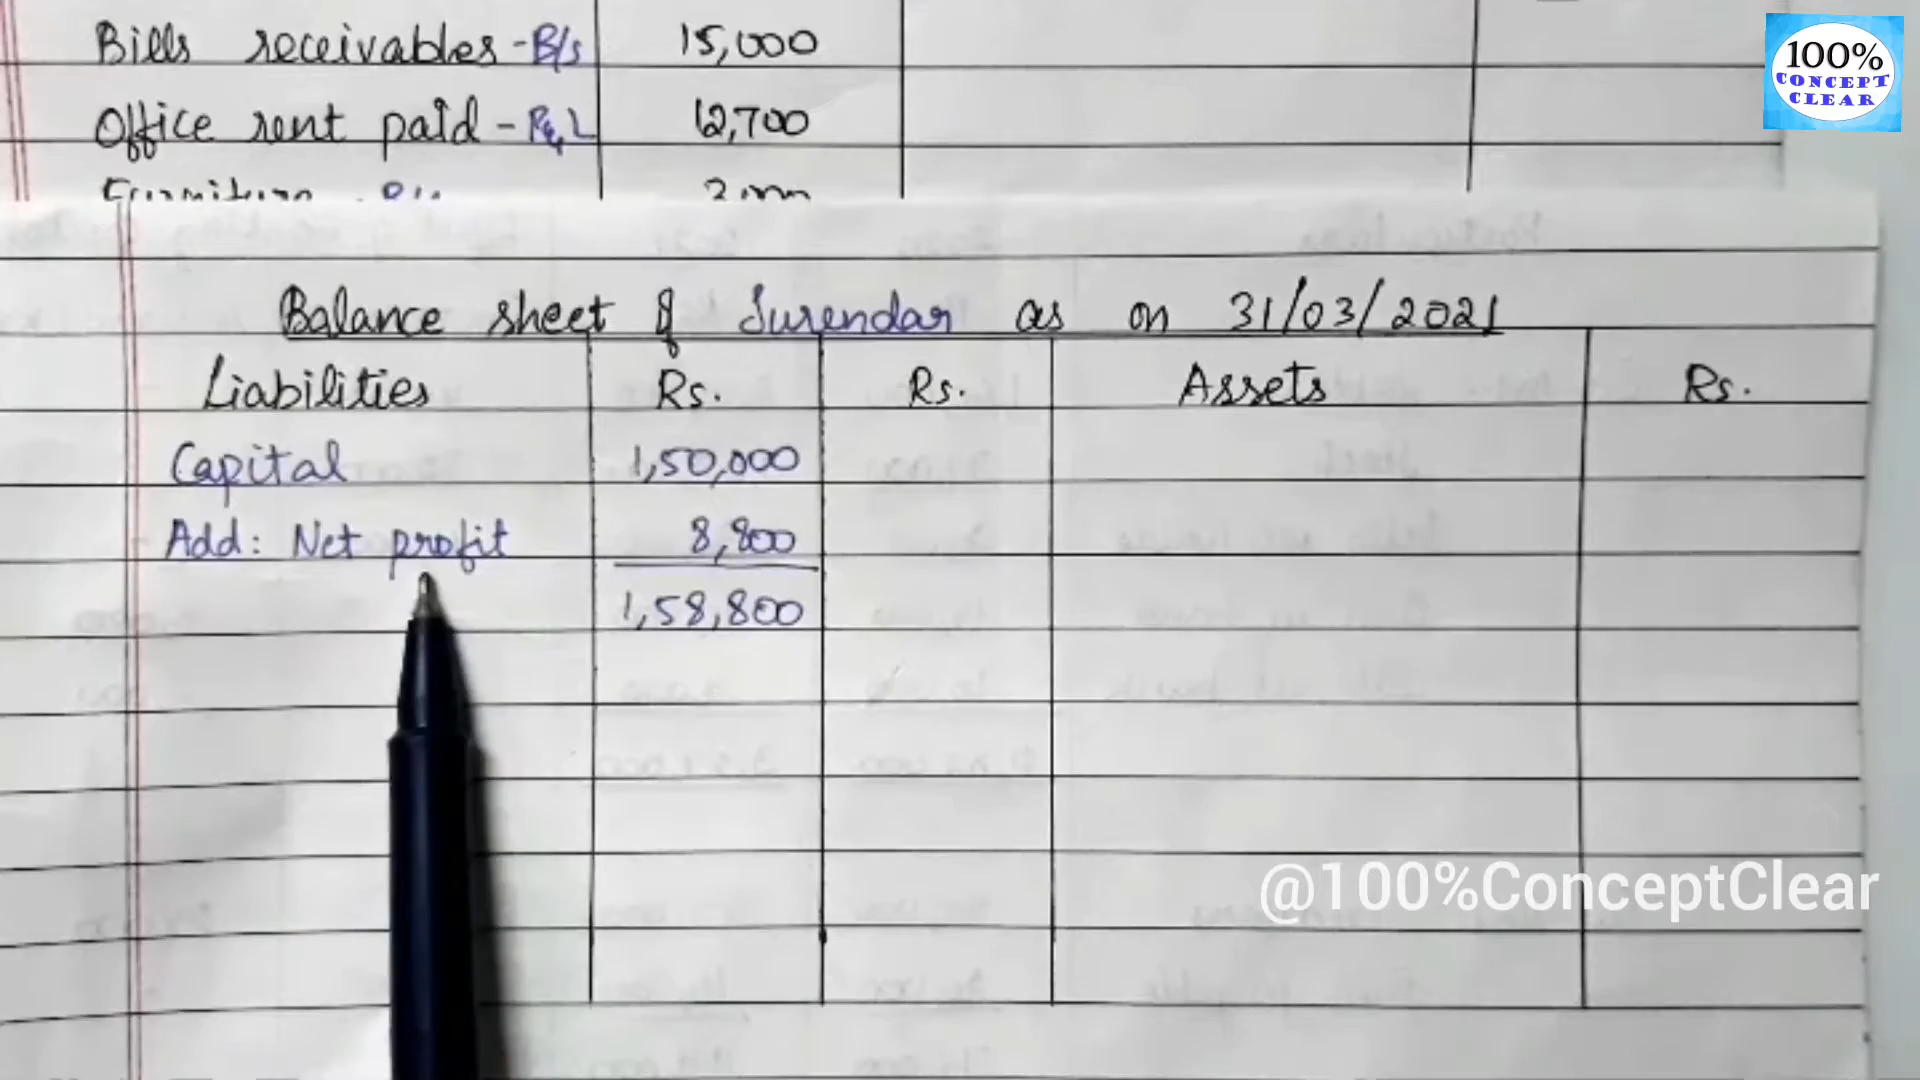 Bills receivables - B/s 15,000
Office rent paid - P&L 12,700
100%
CONCEPT
CLEAR
Balance sheet of Surendar as on 31/03/2021
Liabilities Rs. Rs. Assets Rs.
Capital 1,50,000
Add: Net profit 8,800
1,58,800
@100%ConceptClear